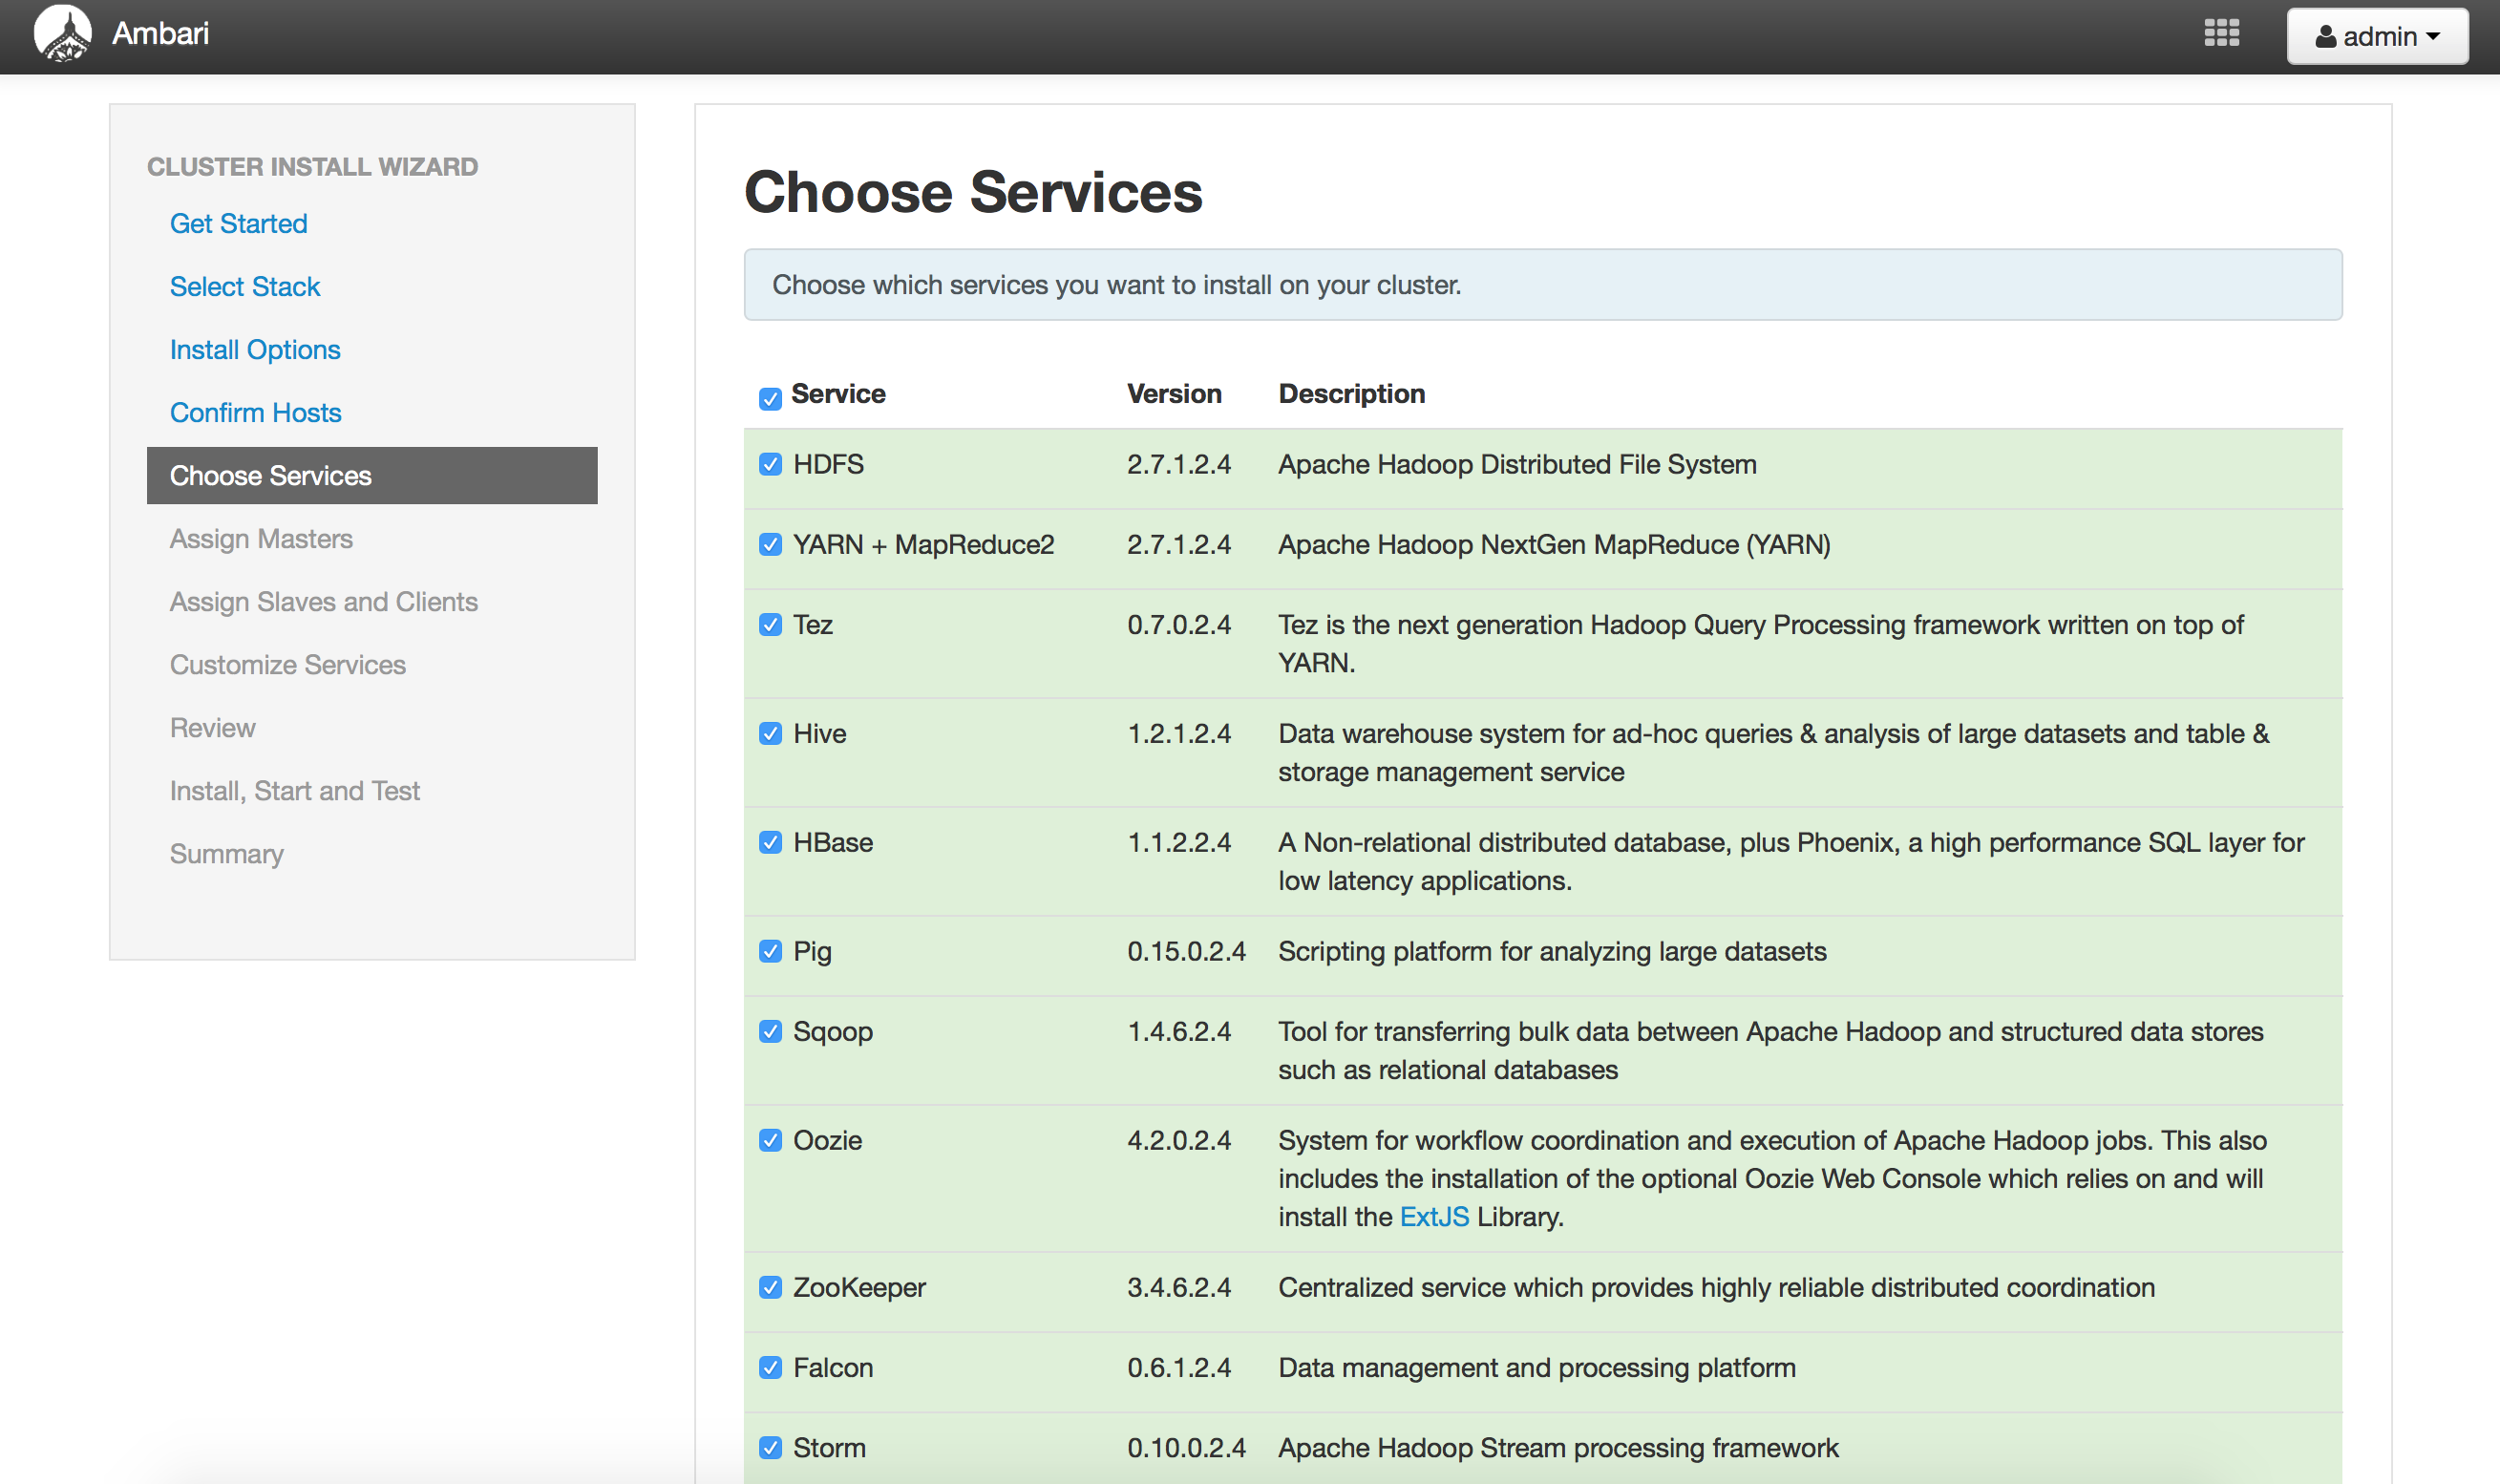 Ambari
admin
CLUSTER INSTALL WIZARD
Get Started
Select Stack
Install Options
Confirm Hosts
Choose Services
Assign Masters
Assign Slaves and Clients
Customize Services
Review
Install, Start and Test
Summary
Choose Services
Choose which services you want to install on your cluster.
Service Version Description
HDFS 2.7.1.2.4 Apache Hadoop Distributed File System
YARN + MapReduce2 2.7.1.2.4 Apache Hadoop NextGen MapReduce (YARN)
Tez 0.7.0.2.4 Tez is the next generation Hadoop Query Processing framework written on top of
YARN.
Hive 1.2.1.2.4 Data warehouse system for ad-hoc queries & analysis of large datasets and table &
storage management service
HBase 1.1.2.2.4 A Non-relational distributed database, plus Phoenix, a high performance SQL layer for
low latency applications.
Pig 0.15.0.2.4 Scripting platform for analyzing large datasets
Sqoop 1.4.6.2.4 Tool for transferring bulk data between Apache Hadoop and structured data stores
such as relational databases
Oozie 4.2.0.2.4 System for workflow coordination and execution of Apache Hadoop jobs. This also
includes the installation of the optional Oozie Web Console which relies on and will
install the ExtJS Library.
ZooKeeper 3.4.6.2.4 Centralized service which provides highly reliable distributed coordination
Falcon 0.6.1.2.4 Data management and processing platform
Storm 0.10.0.2.4 Apache Hadoop Stream processing framework